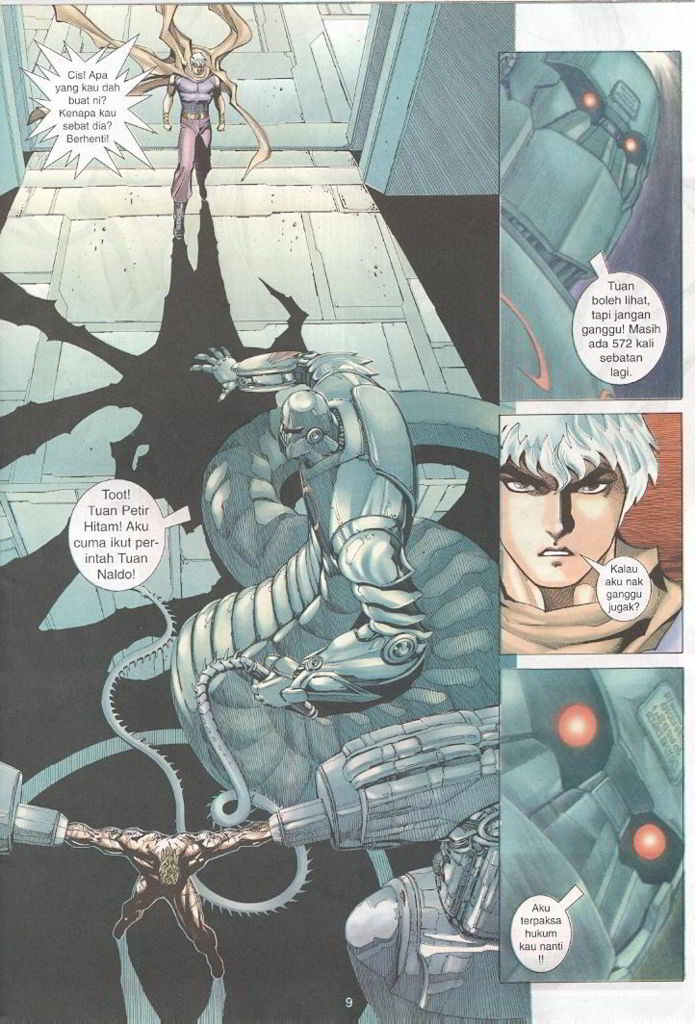 Cis! Apa
yang kau dah
buat ni?
Kenapa kau
sebat dia?
Berhenti!
Toot!
Tuan Petir
Hitam! Aku
cuma ikut per-
intah Tuan
Naldo!
Tuan
boleh lihat,
tapi jangan
ganggu! Masih
ada 572 kali
sebatan
lagi.
Kalau
aku nak
ganggu
jugak?
Aku
terpaksa
hukum
kau nanti
!!
9